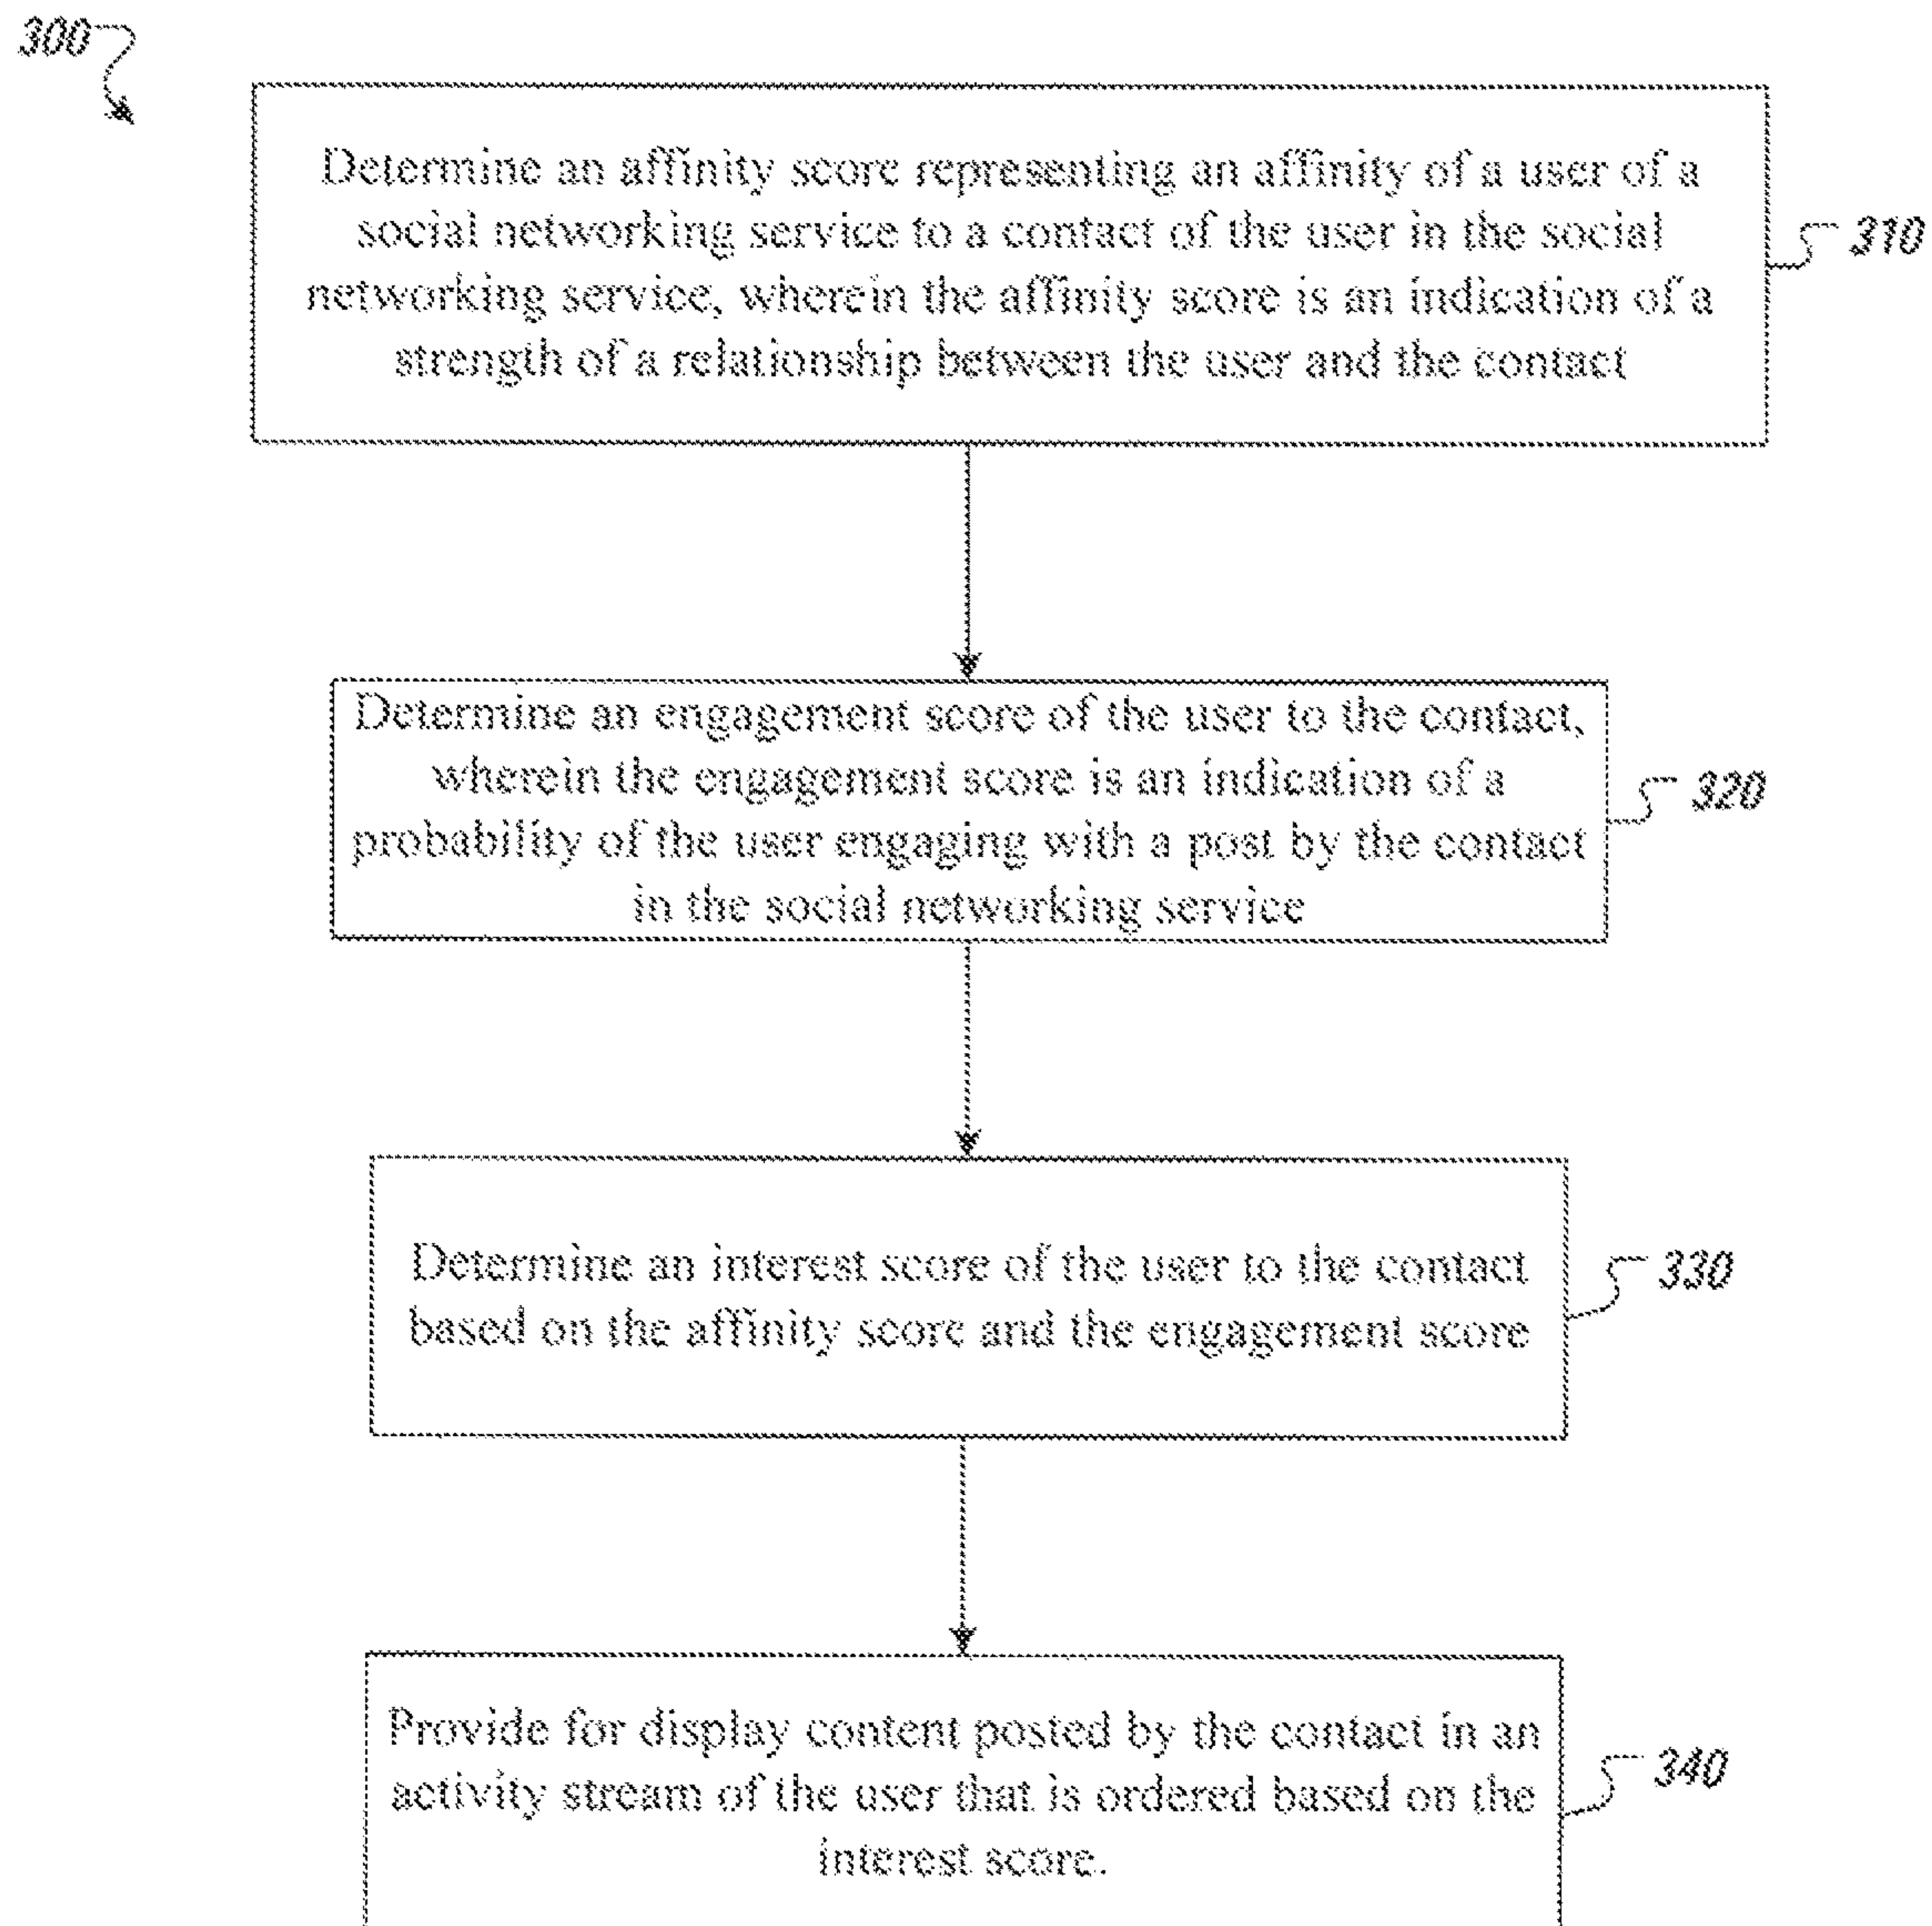 300
Determine an affinity score representing an affinity of a user of a
social networking service to a contact of the user in the social
networking service, wherein the affinity score is an indication of a
strength of a relationship between the user and the contact
310
Determine an engagement score of the user to the contact,
wherein the engagement score is an indication of a
probability of the user engaging with a post by the contact
in the social networking service
320
Determine an interest score of the user to the contact
based on the affinity score and the engagement score
330
Provide for display content posted by the contact in an
activity stream of the user that is ordered based on the
interest score.
340